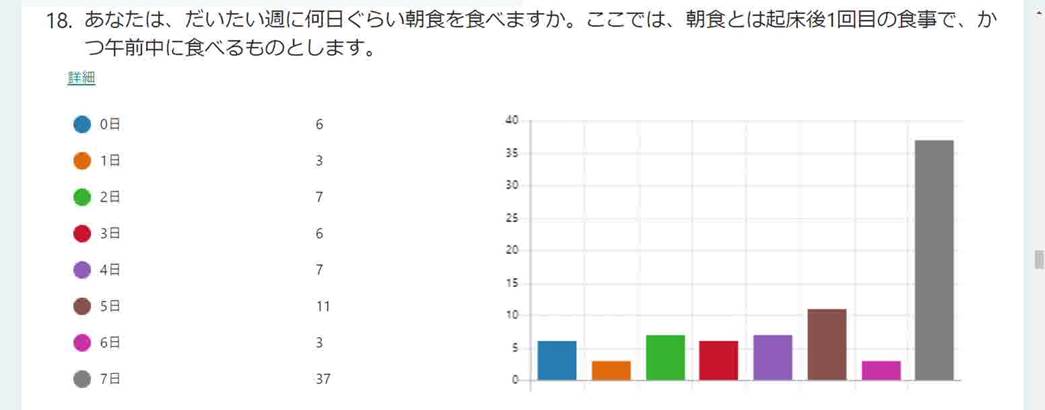 18. あなたは、だいたい週に何日ぐらい朝食を食べますか。ここでは、朝食とは起床後1回目の食事で、か
つ午前中に食べるものとします。
詳細
0日 6
1日 3
2日 7
3日 6
4日 7
5日 11
6日 3
7日 37
40
35
30
25
20
15
10
5
0